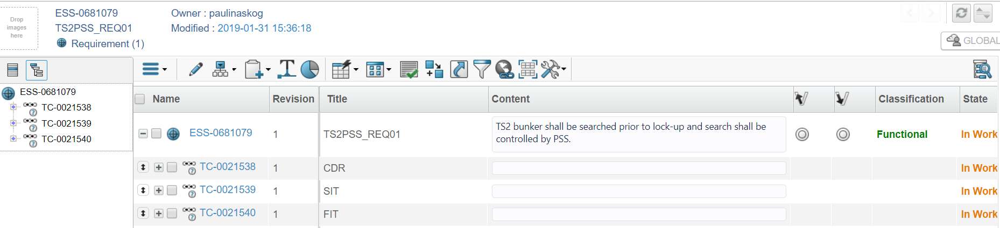 Drop
images
here
ESS-0681079
TS2PSS_REQ01
Requirement (1)
Owner : paulinaskog
Modified : 2019-01-31 15:36:18
GLOBAL
ESS-0681079
TC-0021538
TC-0021539
TC-0021540
Name Revision Title Content Classification State
ESS-0681079 1 TS2PSS_REQ01 TS2 bunker shall be searched prior to lock-up and search shall be
controlled by PSS. Functional In Work
TC-0021538 1 CDR In Work
TC-0021539 1 SIT In Work
TC-0021540 1 FIT In Work